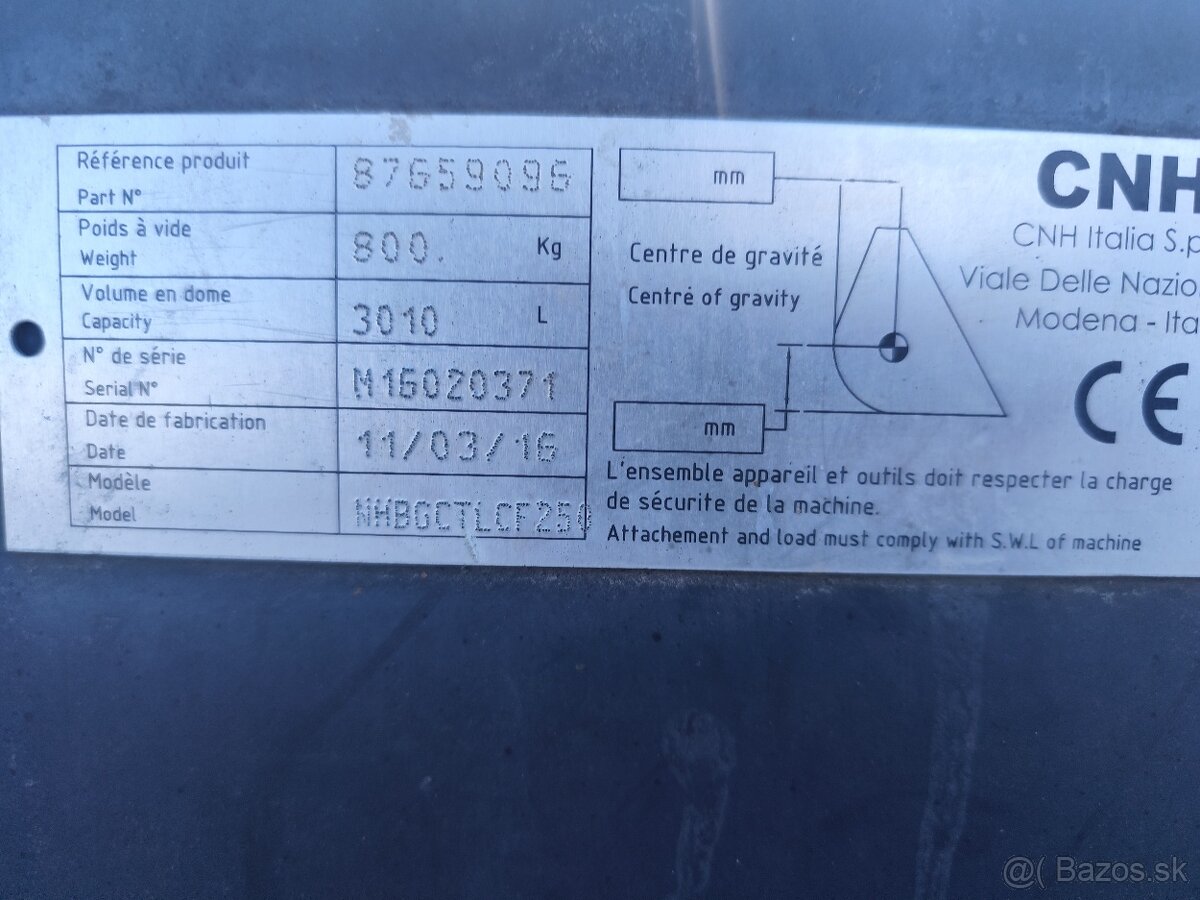 Référence produit
Part N°
87659096
Poids à vide
Weight
800. Kg
Volume en dome
Capacity
3010 L
N° de série
Serial N°
M16020371
Date de fabrication
Date
11/03/16
Modèle
Model
NHBGCTLCF250
mm
Centre de gravité
Centre of gravity
mm
L'ensemble appareil et outils doit respecter la charge
de sécurite de la machine.
Attachement and load must comply with S.W.L of machine
CNH
CNH Italia S.p
Viale Delle Nazio
Modena - Ita
CE
@( Bazos.sk